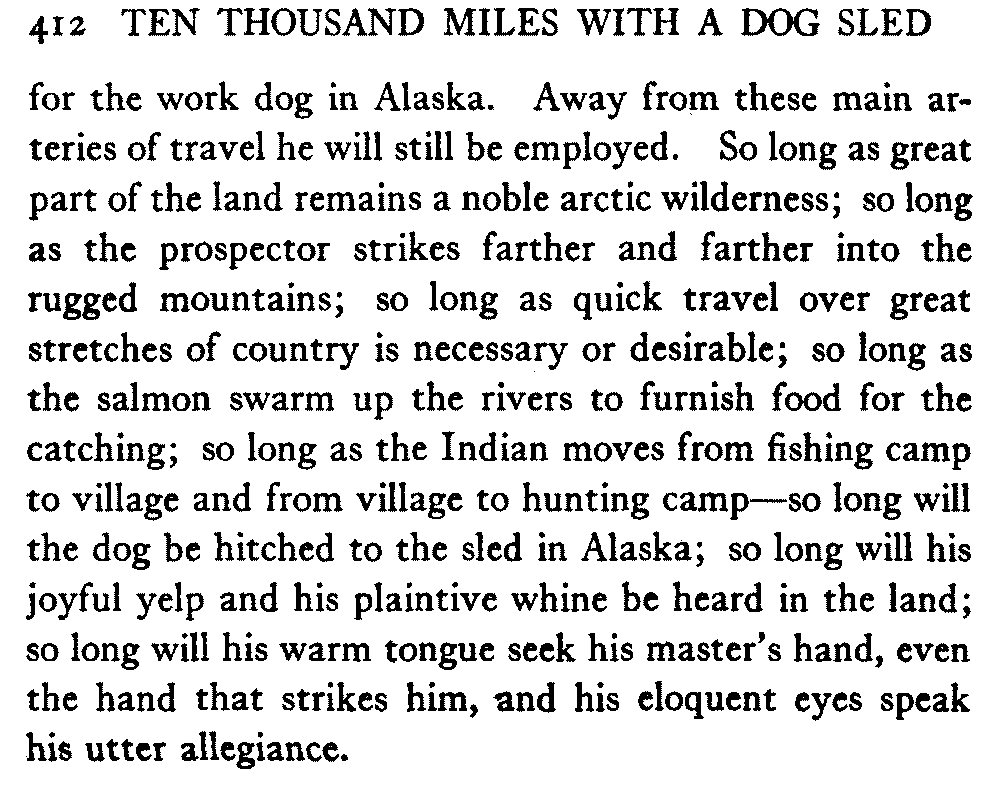 412 TEN THOUSAND MILES WITH A DOG SLED
for the work dog in Alaska. Away from these main ar-
teries of travel he will still be employed. So long as great
part of the land remains a noble arctic wilderness; so long
as the prospector strikes farther and farther into the
rugged mountains; so long as quick travel over great
stretches of country is necessary or desirable; so long as
the salmon swarm up the rivers to furnish food for the
catching; so long as the Indian moves from fishing camp
to village and from village to hunting camp—so long will
the dog be hitched to the sled in Alaska; so long will his
joyful yelp and his plaintive whine be heard in the land;
so long will his warm tongue seek his master's hand, even
the hand that strikes him, and his eloquent eyes speak
his utter allegiance.